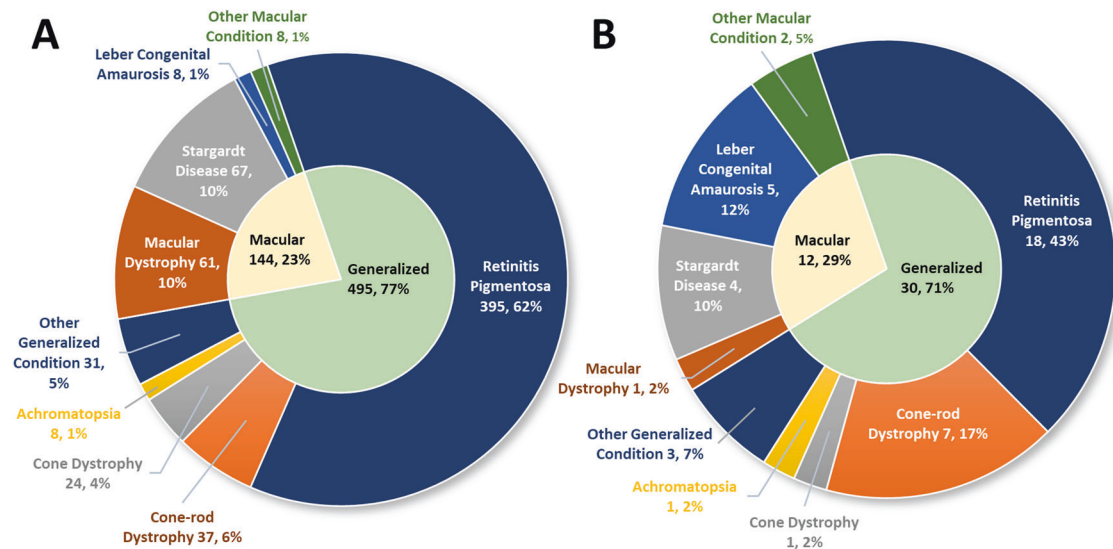 A
Other Macular
Condition 8, 1%
Leber Congenital
Amaurosis 8, 1%
Stargardt
Disease 67,
10%
Macular
Dystrophy 61,
10%
Other
Generalized
Condition 31,
5%
Achromatopsia
8, 1%
Cone Dystrophy
24, 4%
Cone-rod
Dystrophy 37, 6%
Retinitis
Pigmentosa
395, 62%
Macular
144, 23%
Generalized
495, 77%
B
Other Macular
Condition 2, 5%
Leber
Congenital
Amaurosis 5,
12%
Stargardt
Disease 4,
10%
Macular
Dystrophy 1, 2%
Other Generalized
Condition 3, 7%
Achromatopsia
1, 2%
Cone Dystrophy
1, 2%
Cone-rod
Dystrophy 7, 17%
Retinitis
Pigmentosa
18, 43%
Macular
12, 29%
Generalized
30, 71%